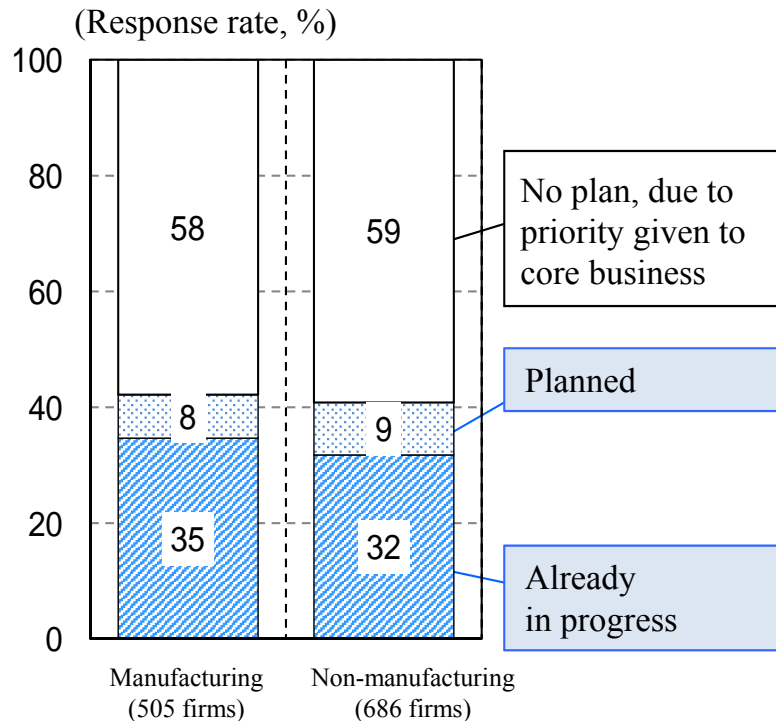 (Response rate, %)
100
80
60
40
20
0
58
8
35
59
9
32
No plan, due to
priority given to
core business
Planned
Already
in progress
Manufacturing
(505 firms)
Non-manufacturing
(686 firms)